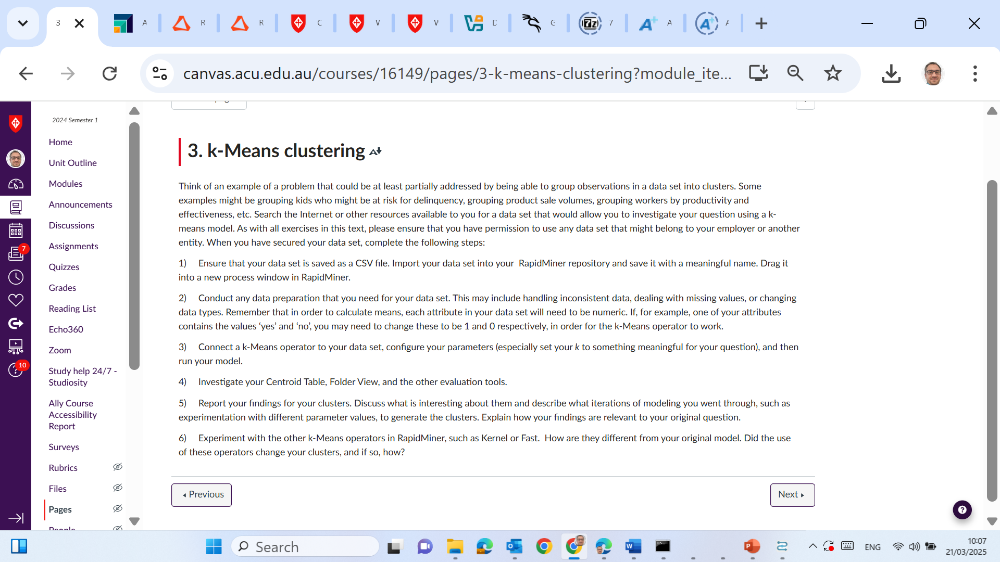 3
A
R
R
C
V
V
D
G
7
A
canvas.acu.edu.au/courses/16149/pages/3-k-means-clustering?module_ite...
2024 Semester 1
Home
Unit Outline
Modules
Announcements
Discussions
Assignments
Quizzes
Grades
Reading List
Echo360
Zoom
Study help 24/7 -
Studiosity
Ally Course
Accessibility
Report
Surveys
Rubrics
Files
Pages
People
7
10
3. k-Means clustering
Think of an example of a problem that could be at least partially addressed by being able to group observations in a data set into clusters. Some
examples might be grouping kids who might be at risk for delinquency, grouping product sale volumes, grouping workers by productivity and
effectiveness, etc. Search the Internet or other resources available to you for a data set that would allow you to investigate your question using a k-
means model. As with all exercises in this text, please ensure that you have permission to use any data set that might belong to your employer or another
entity. When you have secured your data set, complete the following steps:
1) Ensure that your data set is saved as a CSV file. Import your data set into your RapidMiner repository and save it with a meaningful name. Drag it
into a new process window in RapidMiner.
2) Conduct any data preparation that you need for your data set. This may include handling inconsistent data, dealing with missing values, or changing
data types. Remember that in order to calculate means, each attribute in your data set will need to be numeric. If, for example, one of your attributes
contains the values ‘yes’ and ‘no’, you may need to change these to be 1 and 0 respectively, in order for the k-Means operator to work.
3) Connect a k-Means operator to your data set, configure your parameters (especially set your k to something meaningful for your question), and then
run your model.
4) Investigate your Centroid Table, Folder View, and the other evaluation tools.
5) Report your findings for your clusters. Discuss what is interesting about them and describe what iterations of modeling you went through, such as
experimentation with different parameter values, to generate the clusters. Explain how your findings are relevant to your original question.
6) Experiment with the other k-Means operators in RapidMiner, such as Kernel or Fast. How are they different from your original model. Did the use
of these operators change your clusters, and if so, how?
Previous
Next
Search
ENG
10:07
21/03/2025